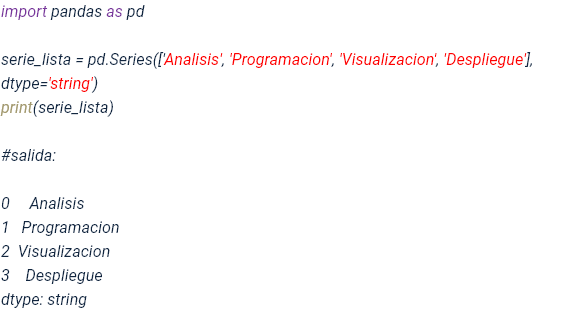 import pandas as pd
serie_lista = pd.Series(['Analisis', 'Programacion', 'Visualizacion', 'Despliegue'],
dtype='string')
print(serie_lista)
#salida:
0 Analisis
1 Programacion
2 Visualizacion
3 Despliegue
dtype: string